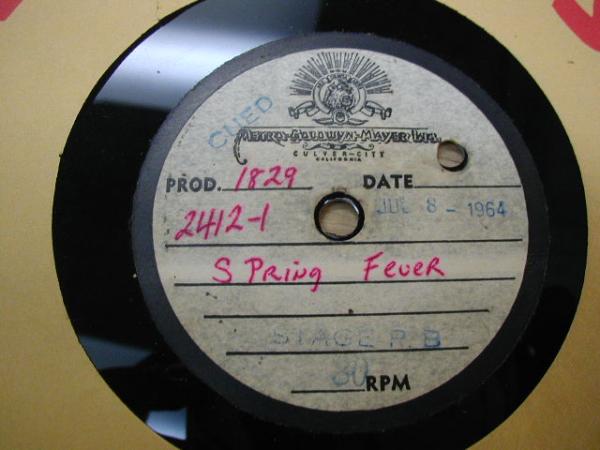 CUED
METRO-GOLDWYN-MAYER INC.
CULVER-CITY
CALIFORNIA
PROD. 1829 DATE
JUL 8 - 1964
2412-1
SPring FeveR
STAGE P.B
RPM